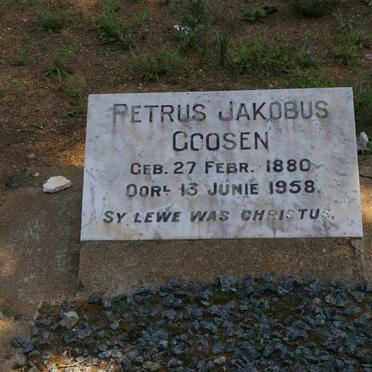 PETRUS JAKOBUS
GOOSEN
GEB. 27 FEBR. 1880
OORL 13 JUNIE 1958.
SY LEWE WAS CHRISTUS.